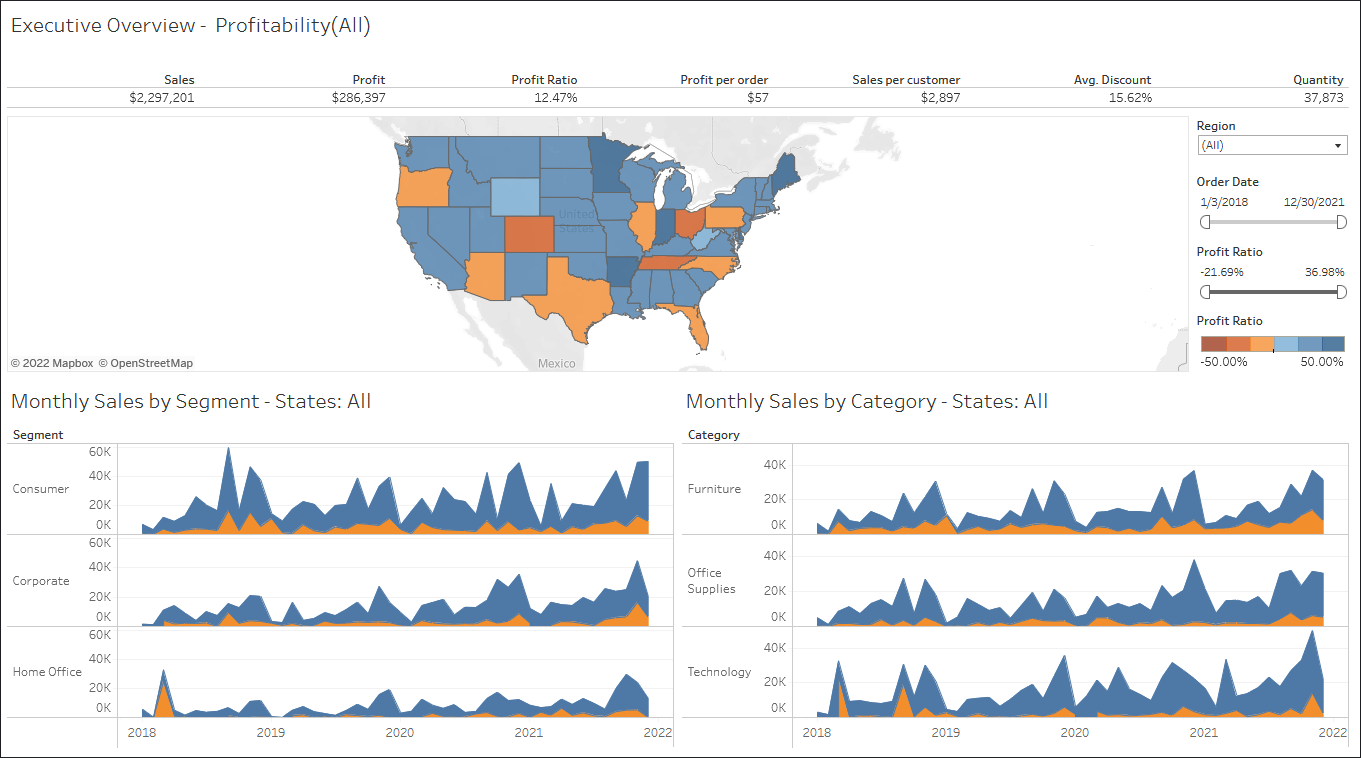 Executive Overview - Profitability(All)
Sales Profit Profit Ratio Profit per order Sales per customer Avg. Discount Quantity
$2,297,201 $286,397 12.47% $57 $2,897 15.62% 37,873
United
States
Mexico
© 2022 Mapbox © OpenStreetMap
Region
(All)
Order Date
1/3/2018 12/30/2021
Profit Ratio
-21.69% 36.98%
Profit Ratio
-50.00% 50.00%
Monthly Sales by Segment - States: All
Segment
Consumer
60K
40K
20K
0K
Corporate
60K
40K
20K
0K
Home Office
60K
40K
20K
0K
2018 2019 2020 2021 2022
Monthly Sales by Category - States: All
Category
Furniture
40K
20K
0K
Office
Supplies
40K
20K
0K
Technology
40K
20K
0K
2018 2019 2020 2021 2022